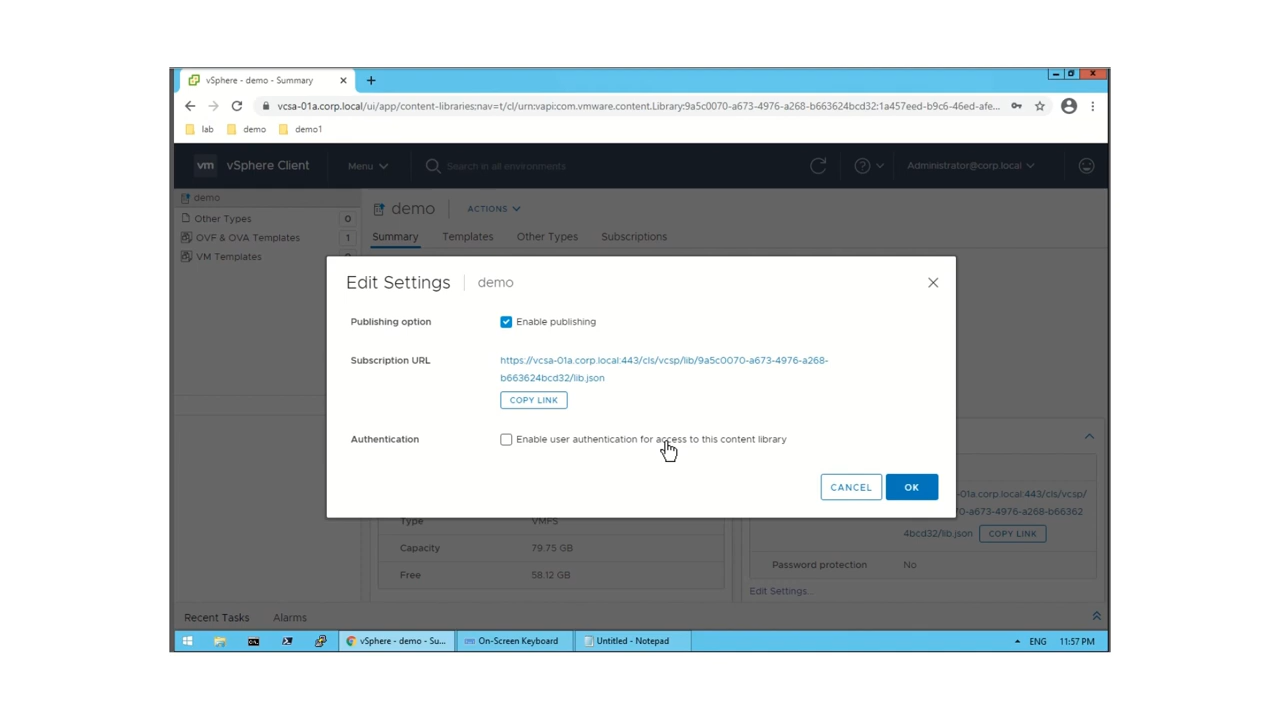 vSphere - demo - Summary
vcsa-01a.corp.local/ui/app/content-libraries;nav=t/cl/urn:vapi:com.vmware.content.Library:9a5c0070-a673-4976-a268-b663624bcd32:1a457eed-b9c6-46ed-afe...
lab demo demo1
vm vSphere Client Menu Search in all environments Administrator@corp.local
demo
Other Types 0
OVF & OVA Templates 1
VM Templates
demo ACTIONS
Summary Templates Other Types Subscriptions
Edit Settings demo
Publishing option Enable publishing
Subscription URL https://vcsa-01a.corp.local:443/cls/vcsp/lib/9a5c0070-a673-4976-a268-
b663624bcd32/lib.json
COPY LINK
Authentication Enable user authentication for access to this content library
CANCEL OK
Type VMFS
Capacity 79.75 GB
Free 58.12 GB
-01a.corp.local:443/cls/vcsp/
0070-a673-4976-a268-b66362
4bcd32/lib.json COPY LINK
Password protection No
Edit Settings...
Recent Tasks Alarms
vSphere - demo - Su... On-Screen Keyboard Untitled - Notepad ENG 11:57 PM